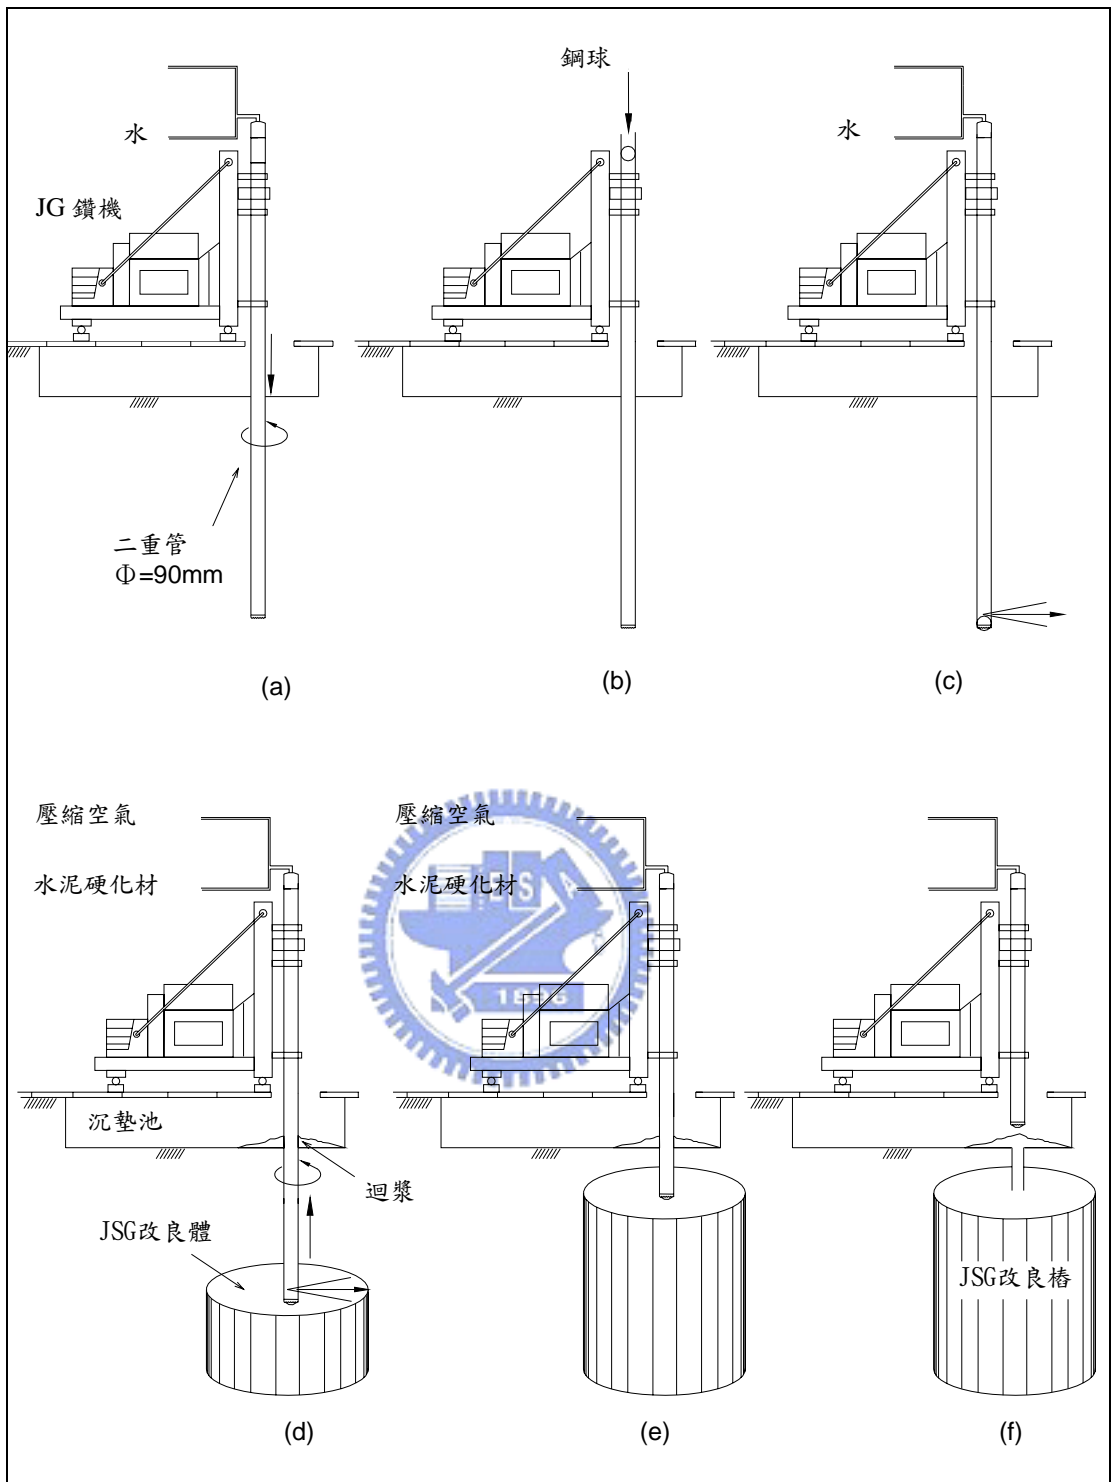 鋼球
水
水
JG 鑽機
二重管
Φ=90mm
(a)
(b)
(c)
壓縮空氣
壓縮空氣
水泥硬化材
水泥硬化材
ESA
1896
沉墊池
迴漿
JSG改良體
JSG改良樁
(d)
(e)
(f)